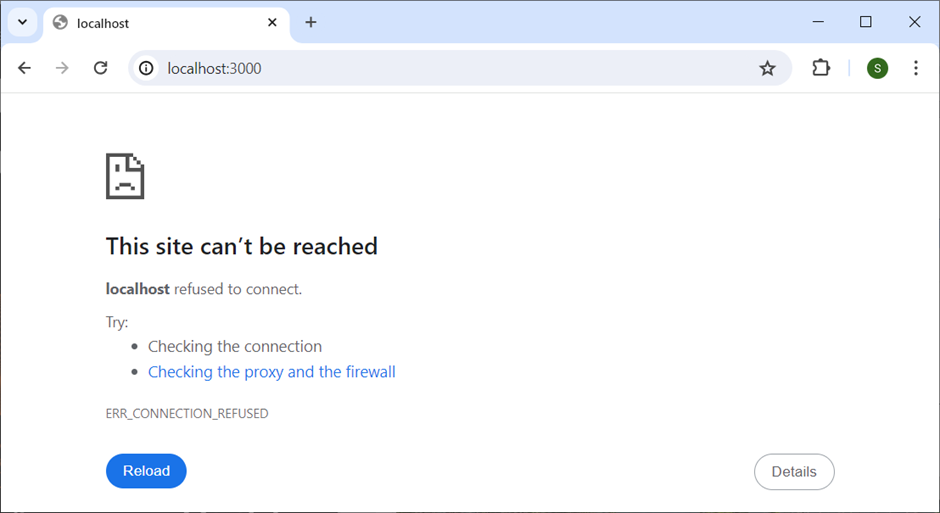 localhost
localhost:3000
S
This site can’t be reached
localhost refused to connect.
Try:
Checking the connection
Checking the proxy and the firewall
ERR_CONNECTION_REFUSED
Reload
Details